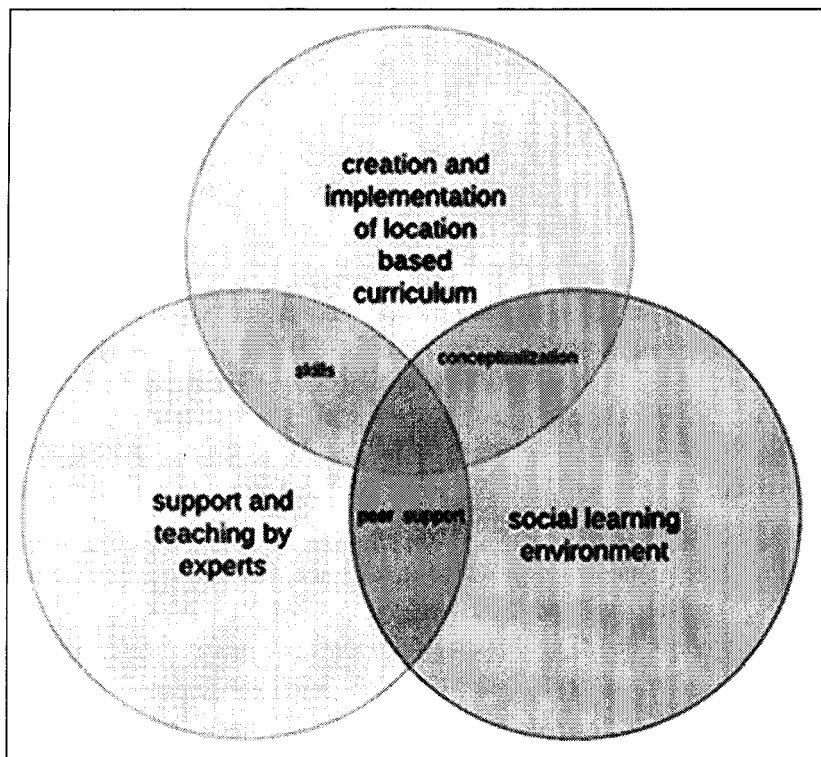 creation and
implementation
of location
based
curriculum
skills
conceptualization
support and
teaching by
experts
peer support
social learning
environment